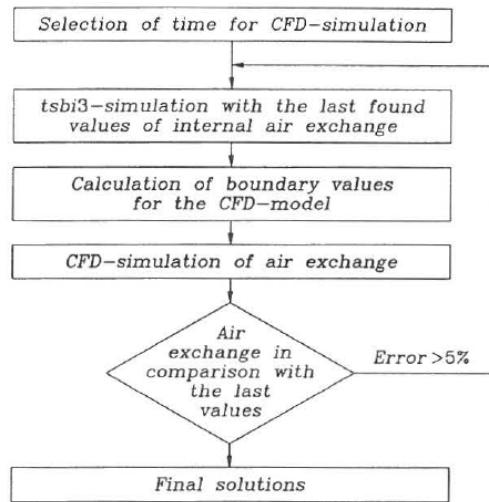 Selection of time for CFD-simulation
tsbi3-simulation with the last found
values of internal air exchange
Calculation of boundary values
for the CFD-model
CFD-simulation of air exchange
Air
exchange in
comparison with
the last
values
Error>5%
Final solutions